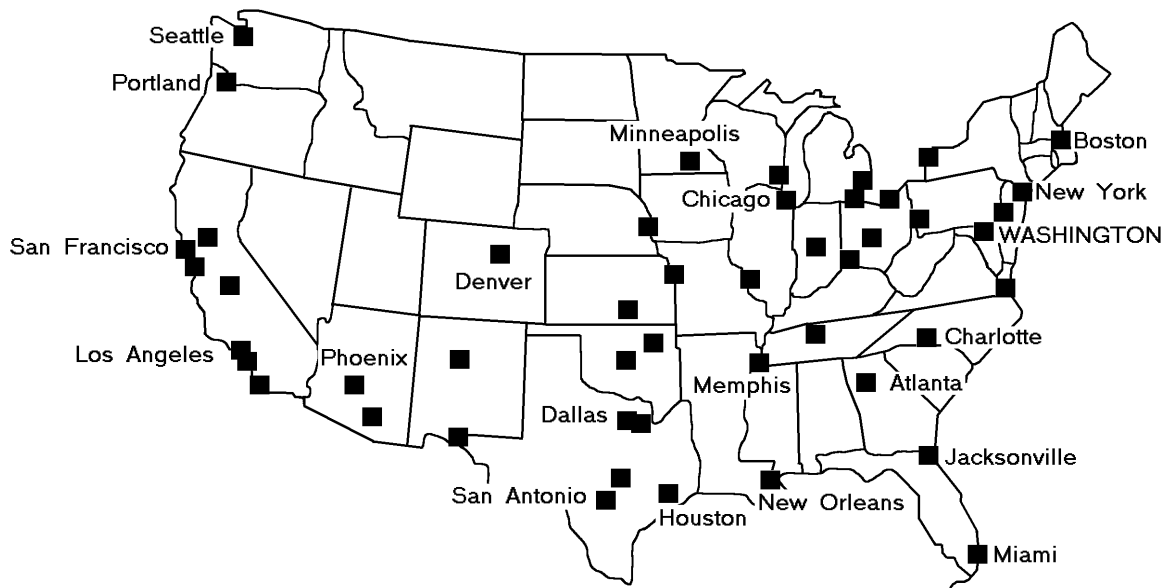 Seattle
Portland
Minneapolis
Boston
Chicago
New York
WASHINGTON
San Francisco
Denver
Los Angeles
Phoenix
Charlotte
Memphis
Atlanta
Dallas
Jacksonville
San Antonio
New Orleans
Houston
Miami